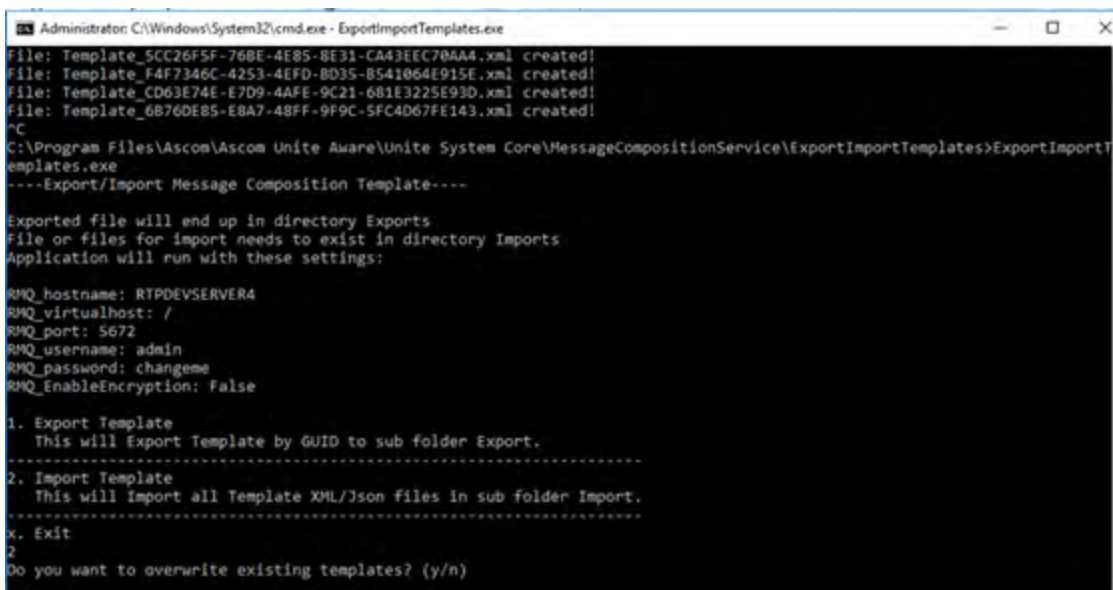 Administrator: C:\Windows\System32\cmd.exe - ExportImportTemplates.exe
File: Template_5CC26F5F-76BE-4E85-8E31-CA43EEC70AA4.xml created!
File: Template_F4F7346C-4253-4EFD-BD35-B541064E915E.xml created!
File: Template_CD63E74E-E7D9-4AFE-9C21-681E3225E93D.xml created!
File: Template_6B76DE85-E8A7-48FF-9F9C-5FC4D67FE143.xml created!
^C
C:\Program Files\Ascom\Ascom Unite Aware\Unite System Core\MessageCompositionService\ExportImportTemplates>ExportImportT
emplates.exe
----Export/Import Message Composition Template----
Exported file will end up in directory Exports
File or files for import needs to exist in directory Imports
Application will run with these settings:
RMQ_hostname: RTPDEVSERVER4
RMQ_virtualhost: /
RMQ_port: 5672
RMQ_username: admin
RMQ_password: changeme
RMQ_EnableEncryption: False
1. Export Template
This will Export Template by GUID to sub folder Export.
------------------------------------------------------------------------
2. Import Template
This will Import all Template XML/Json files in sub folder Import.
------------------------------------------------------------------------
x. Exit
2
Do you want to overwrite existing templates? (y/n)